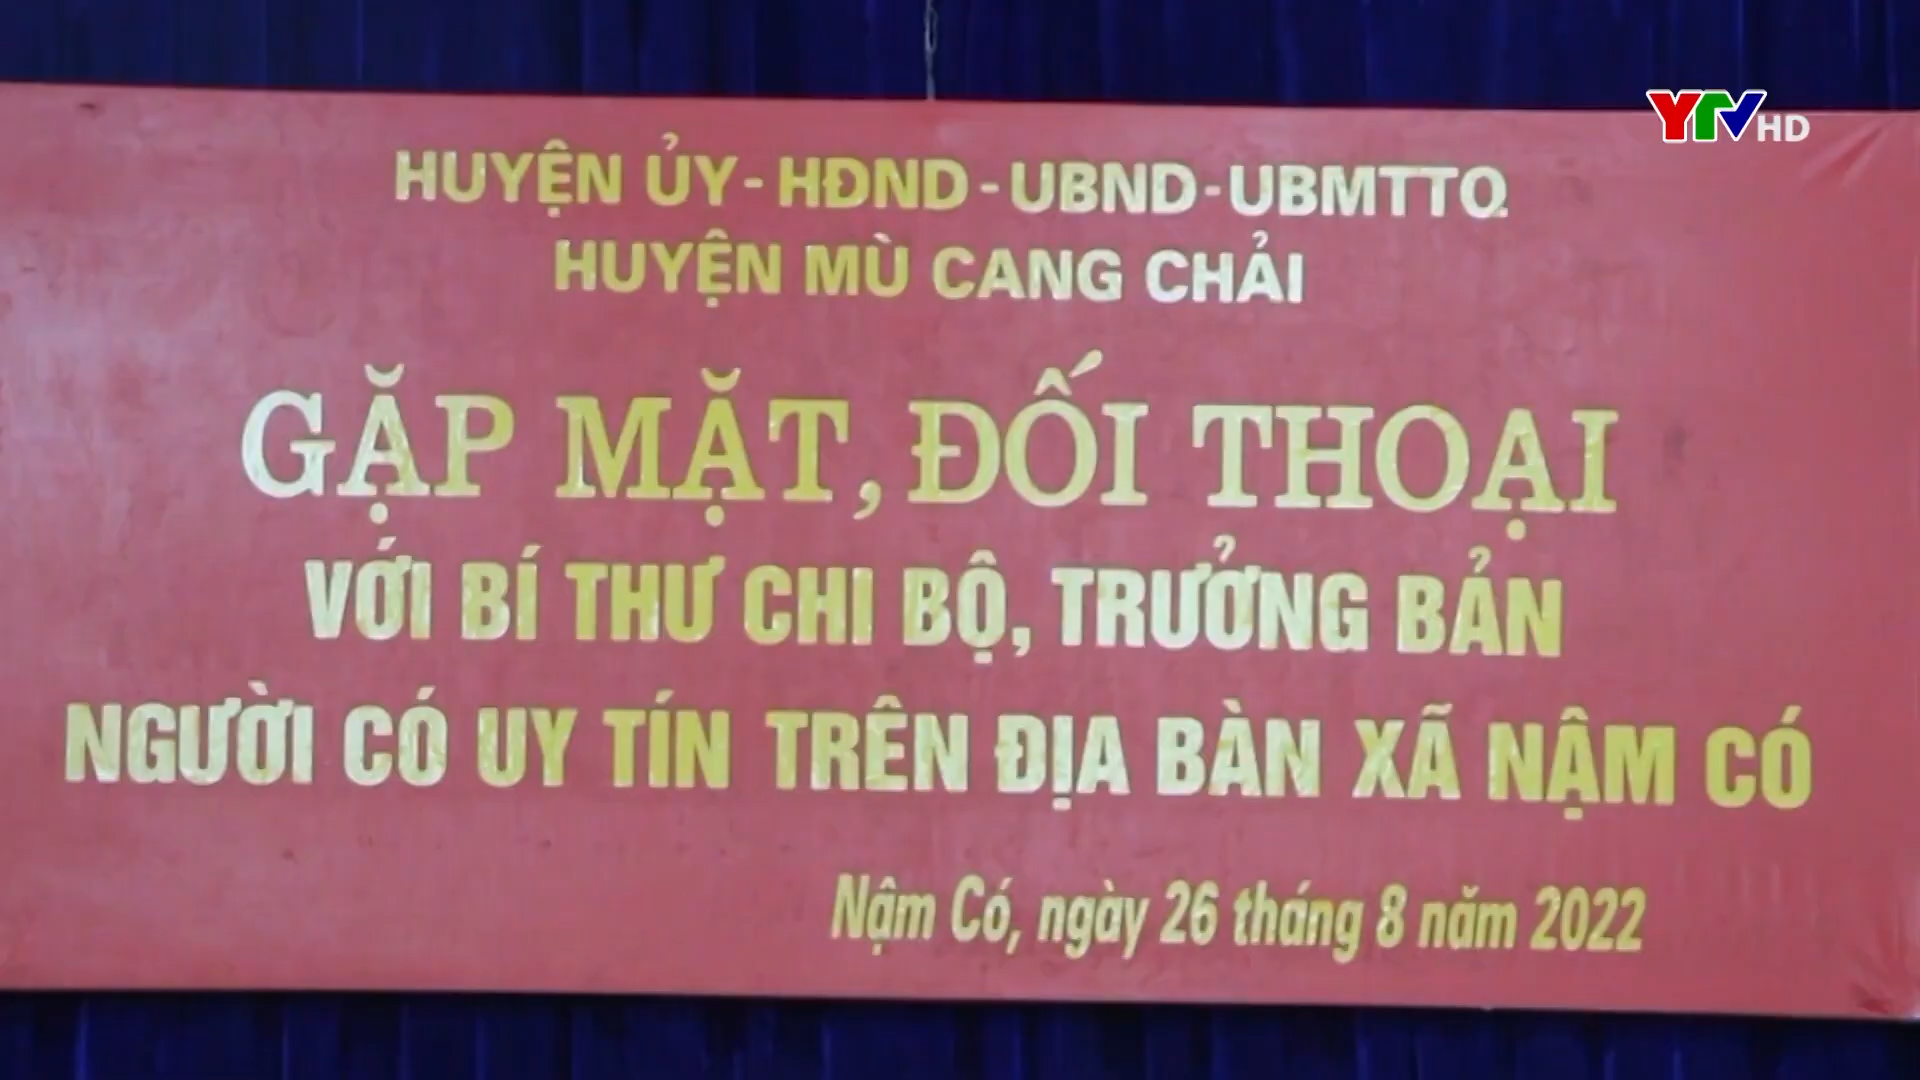 YTV HD
HUYỆN ỦY - HĐND - UBND - UBMTTQ
HUYỆN MÙ CANG CHẢI
GẶP MẶT, ĐỐI THOẠI
VỚI BÍ THƯ CHI BỘ, TRƯỞNG BẢN
NGƯỜI CÓ UY TÍN TRÊN ĐỊA BÀN XÃ NẬM CÓ
Nậm Có, ngày 26 tháng 8 năm 2022